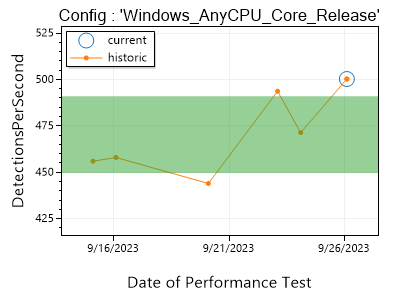 Config : 'Windows_AnyCPU_Core_Release'
current
historic
DetectionsPerSecond
525
500
475
450
425
9/16/2023
9/21/2023
9/26/2023
Date of Performance Test